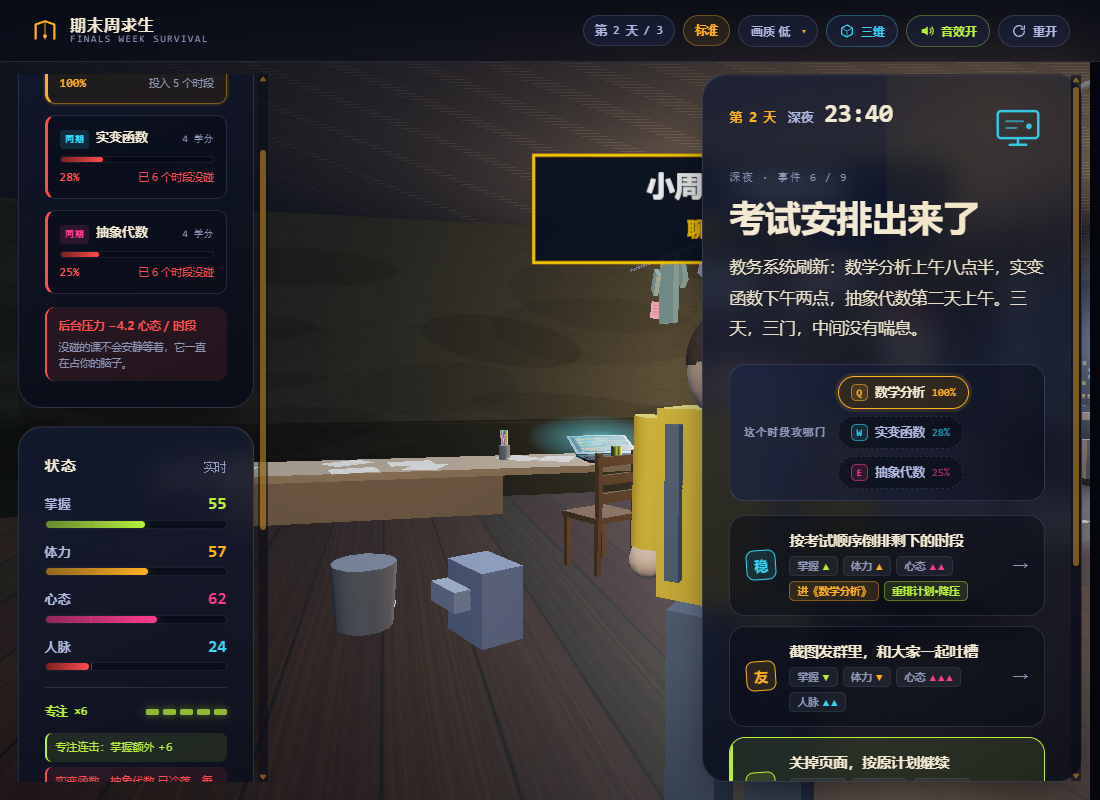 期末周求生
FINALS WEEK SURVIVAL
第 2 天 / 3
标准
画质 低
三维
音效开
重开
100%
投入 5 个时段
同期
实变函数
4 学分
28%
已 6 个时段没碰
同期
抽象代数
4 学分
25%
已 6 个时段没碰
后台压力 −4.2 心态 / 时段
没碰的课不会安静等着，它一直
在占你的脑子。
状态
实时
掌握
55
体力
57
心态
62
人脉
24
专注 ×6
专注连击：掌握额外 +6
实变函数、抽象代数 已冷落，每
小周
聊
第 2 天 深夜 23:40
深夜 · 事件 6 / 9
考试安排出来了
教务系统刷新：数学分析上午八点半，实变
函数下午两点，抽象代数第二天上午。三
天，三门，中间没有喘息。
这个时段攻哪门
Q 数学分析 100%
W 实变函数 28%
E 抽象代数 25%
稳
按考试顺序倒排剩下的时段
掌握 ▲
体力 ▲
心态 ▲▲
进《数学分析》
重排计划·降压
→
友
截图发群里，和大家一起吐槽
掌握 ▼
体力 ▼
心态 ▲▲▲
人脉 ▲▲
→
关掉页面，按原计划继续